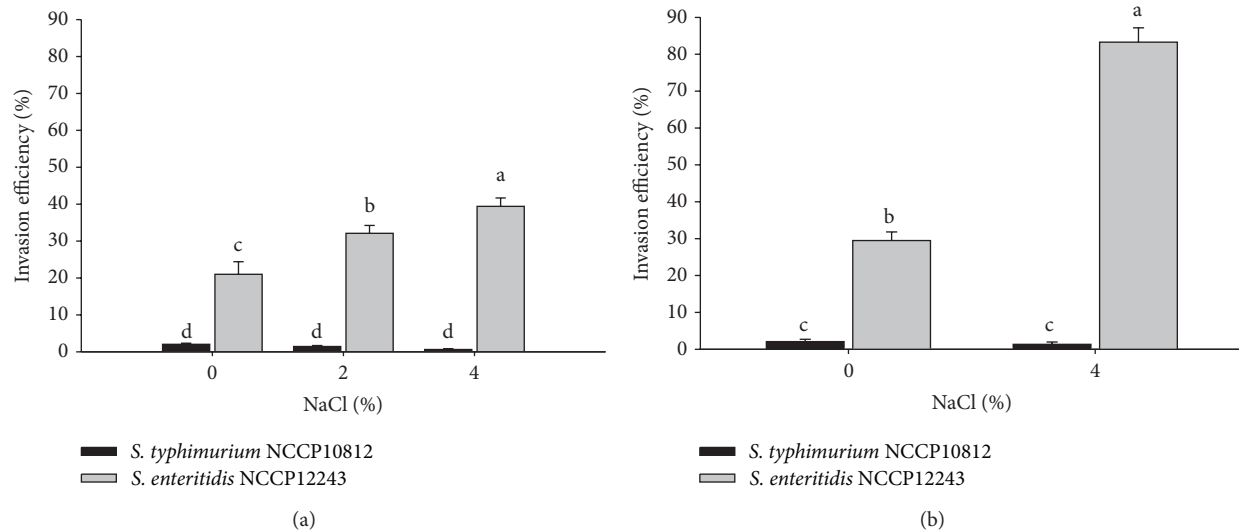 90
80
70
60
50
40
30
20
10
0
Invasion efficiency (%)
d
c
d
b
d
a
0 2 4
NaCl (%)
S. typhimurium NCCP10812
S. enteritidis NCCP12243
(a)
90
80
70
60
50
40
30
20
10
0
Invasion efficiency (%)
c
b
c
a
0 4
NaCl (%)
S. typhimurium NCCP10812
S. enteritidis NCCP12243
(b)